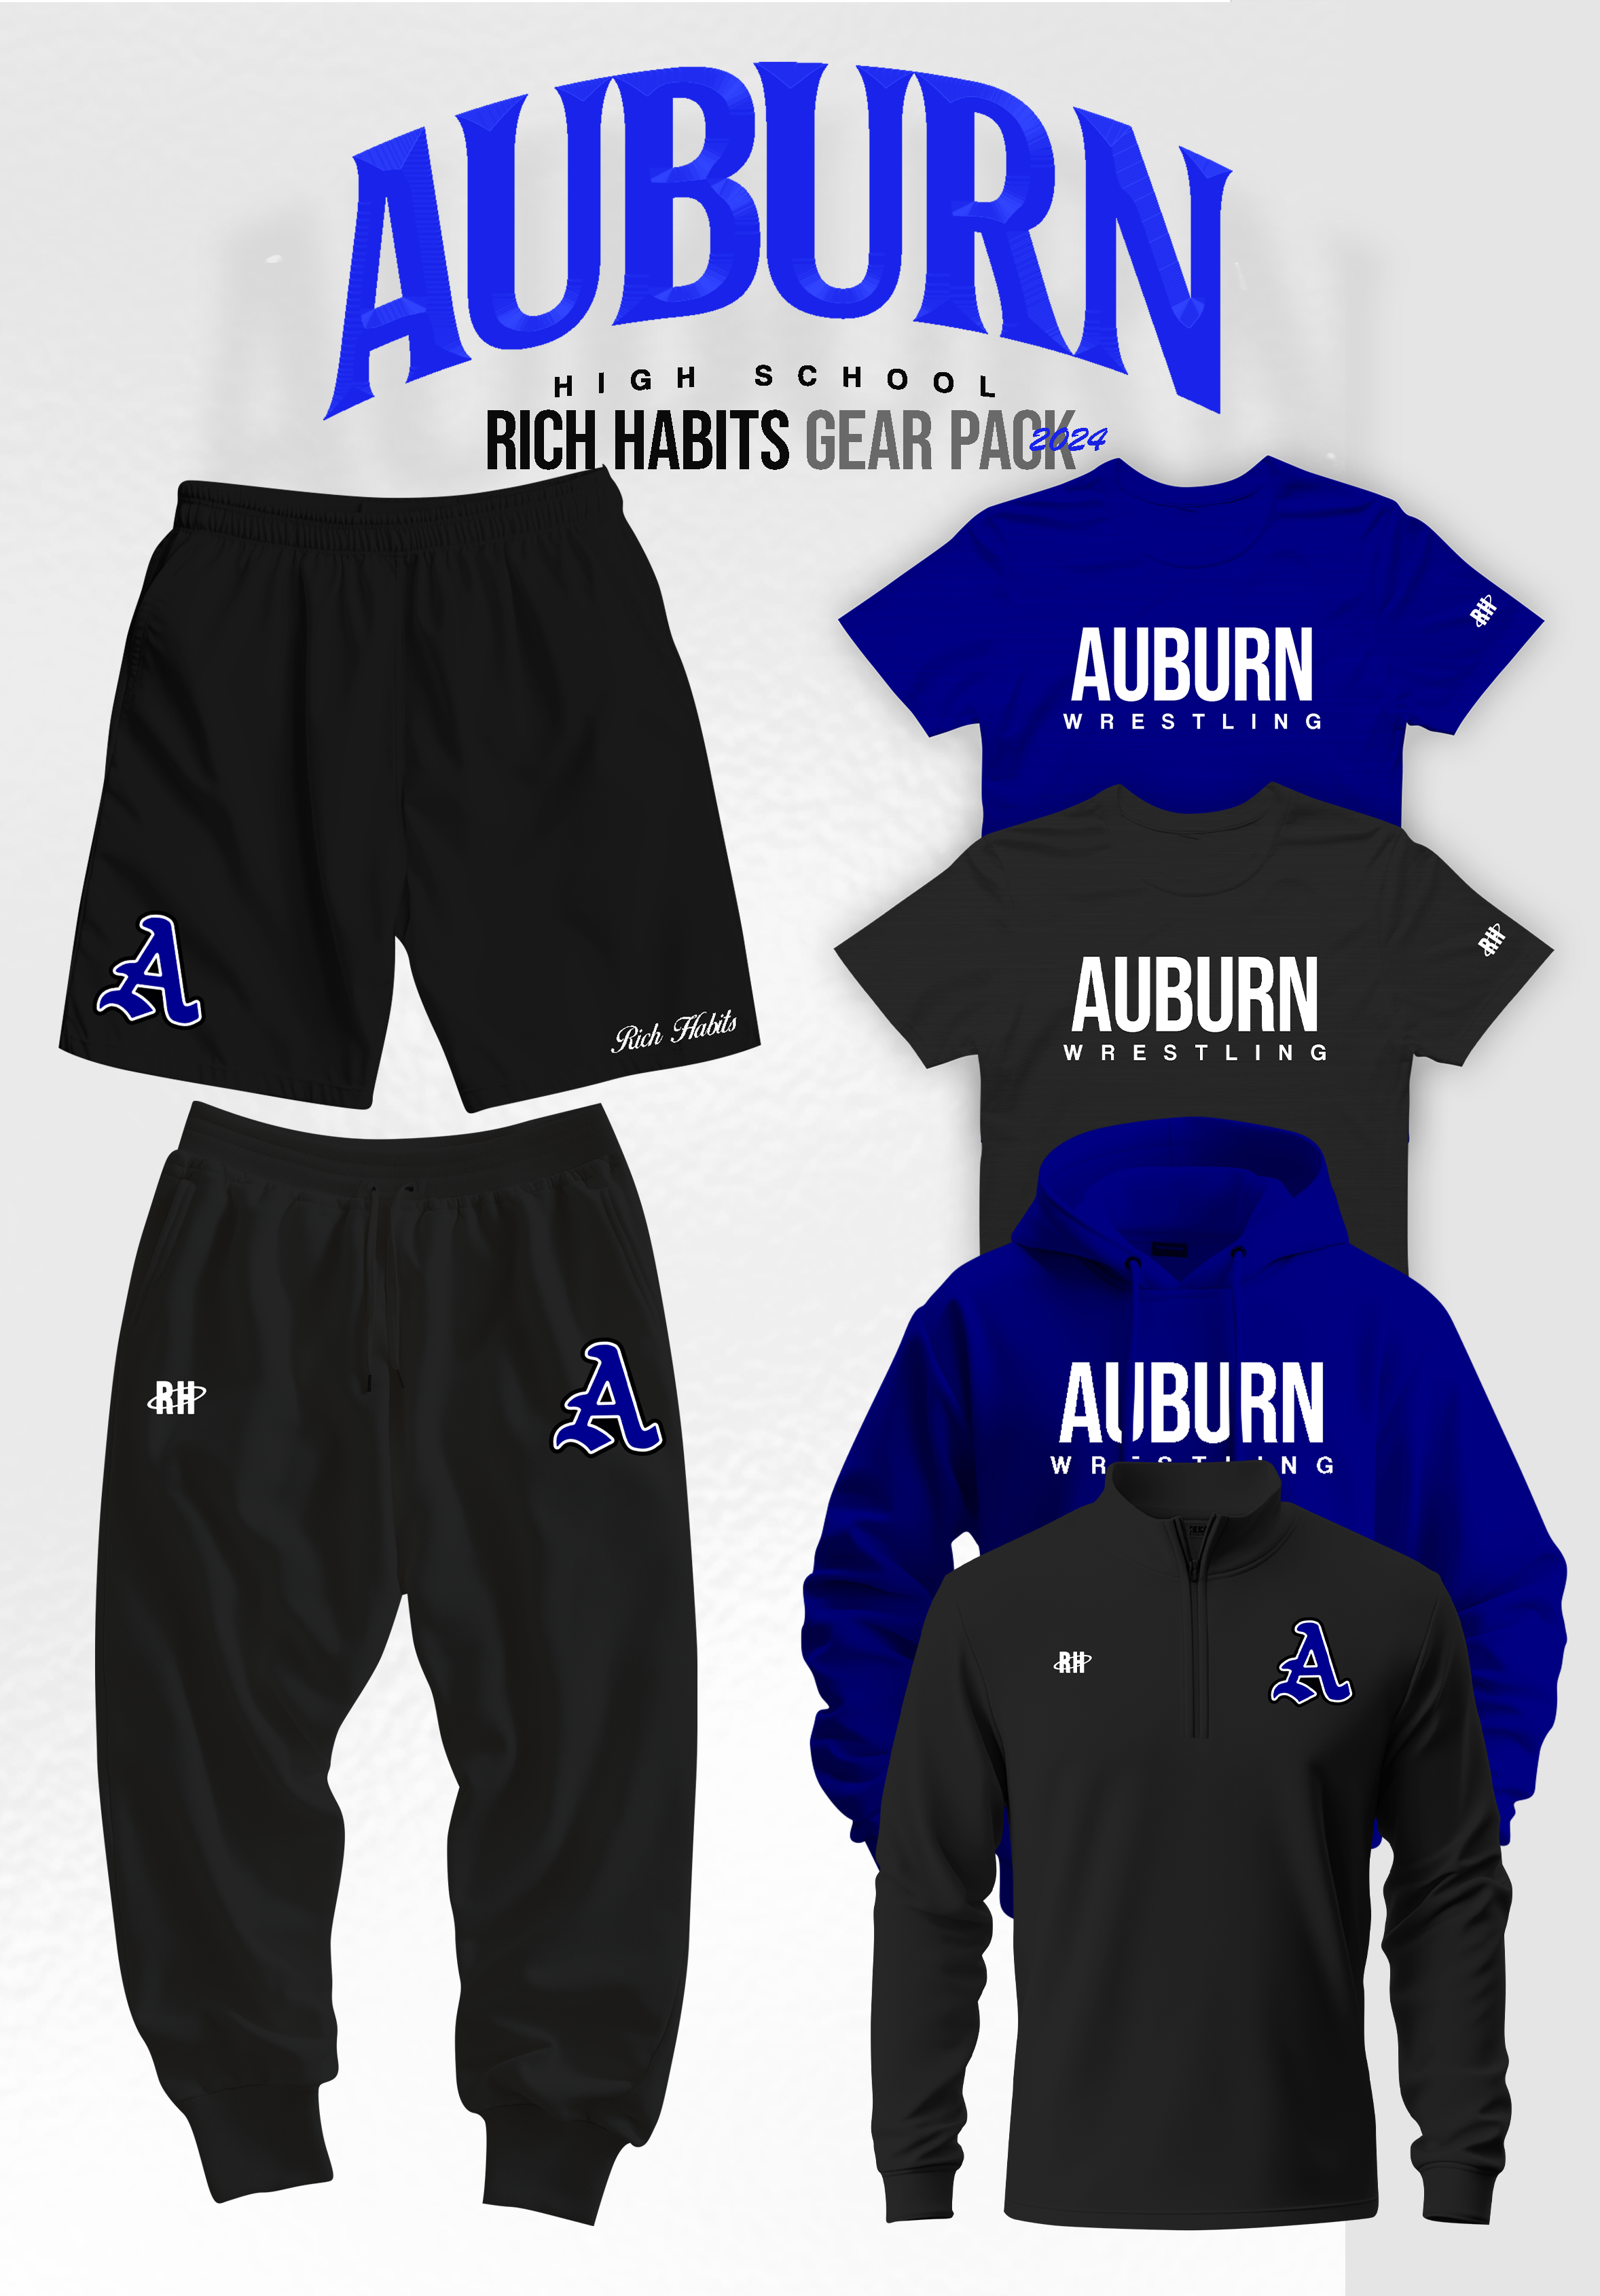 AUBURN
HIGH SCHOOL
RICH HABITS GEAR PACK
2024
AUBURN
WRESTLING
RH
AUBURN
WRESTLING
RH
A
Rich Habits
RH
A
AUBURN
WRESTLING
RH
A